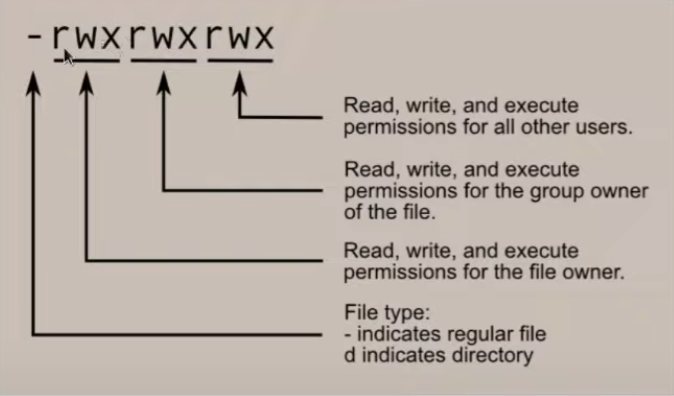 -rwxrwxrwx
Read, write, and execute
permissions for all other users.
Read, write, and execute
permissions for the group owner
of the file.
Read, write, and execute
permissions for the file owner.
File type:
- indicates regular file
d indicates directory